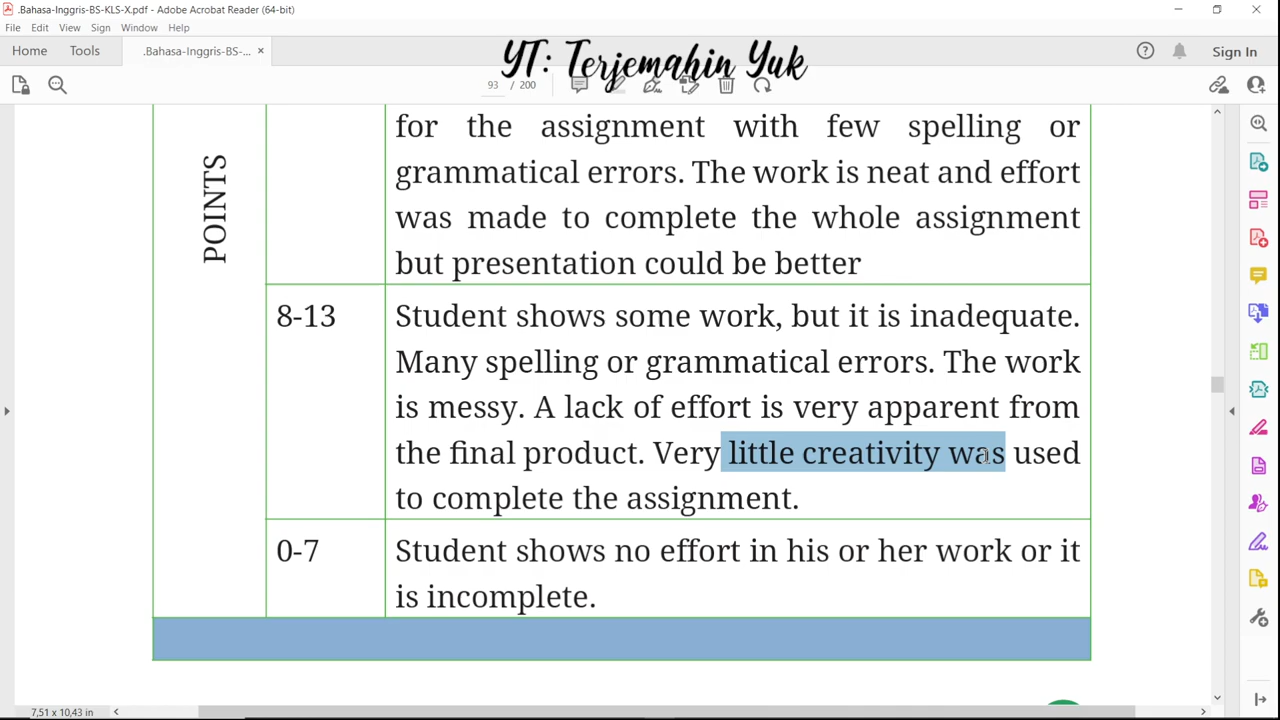 .Bahasa-Inggris-BS-KLS-X.pdf - Adobe Acrobat Reader (64-bit)
File Edit View Sign Window Help
Home Tools .Bahasa-Inggris-BS-... × Sign In
YT: Terjemahin Yuk
93 / 200
POINTS
for the assignment with few spelling or
grammatical errors. The work is neat and effort
was made to complete the whole assignment
but presentation could be better
8-13 Student shows some work, but it is inadequate.
Many spelling or grammatical errors. The work
is messy. A lack of effort is very apparent from
the final product. Very little creativity was used
to complete the assignment.
0-7 Student shows no effort in his or her work or it
is incomplete.
7,51 x 10,43 in